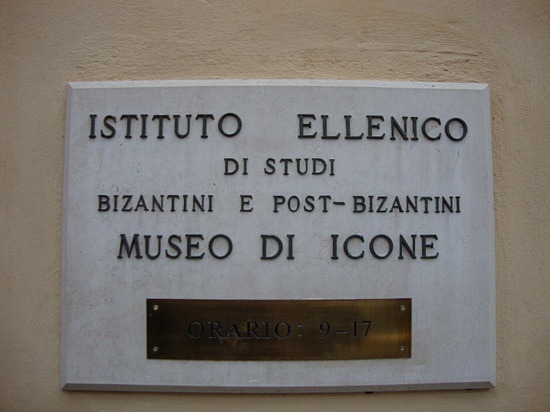 ISTITUTO ELLENICO
DI STUDI
BIZANTINI E POST-BIZANTINI
MUSEO DI ICONE
ORARIO: 9-17